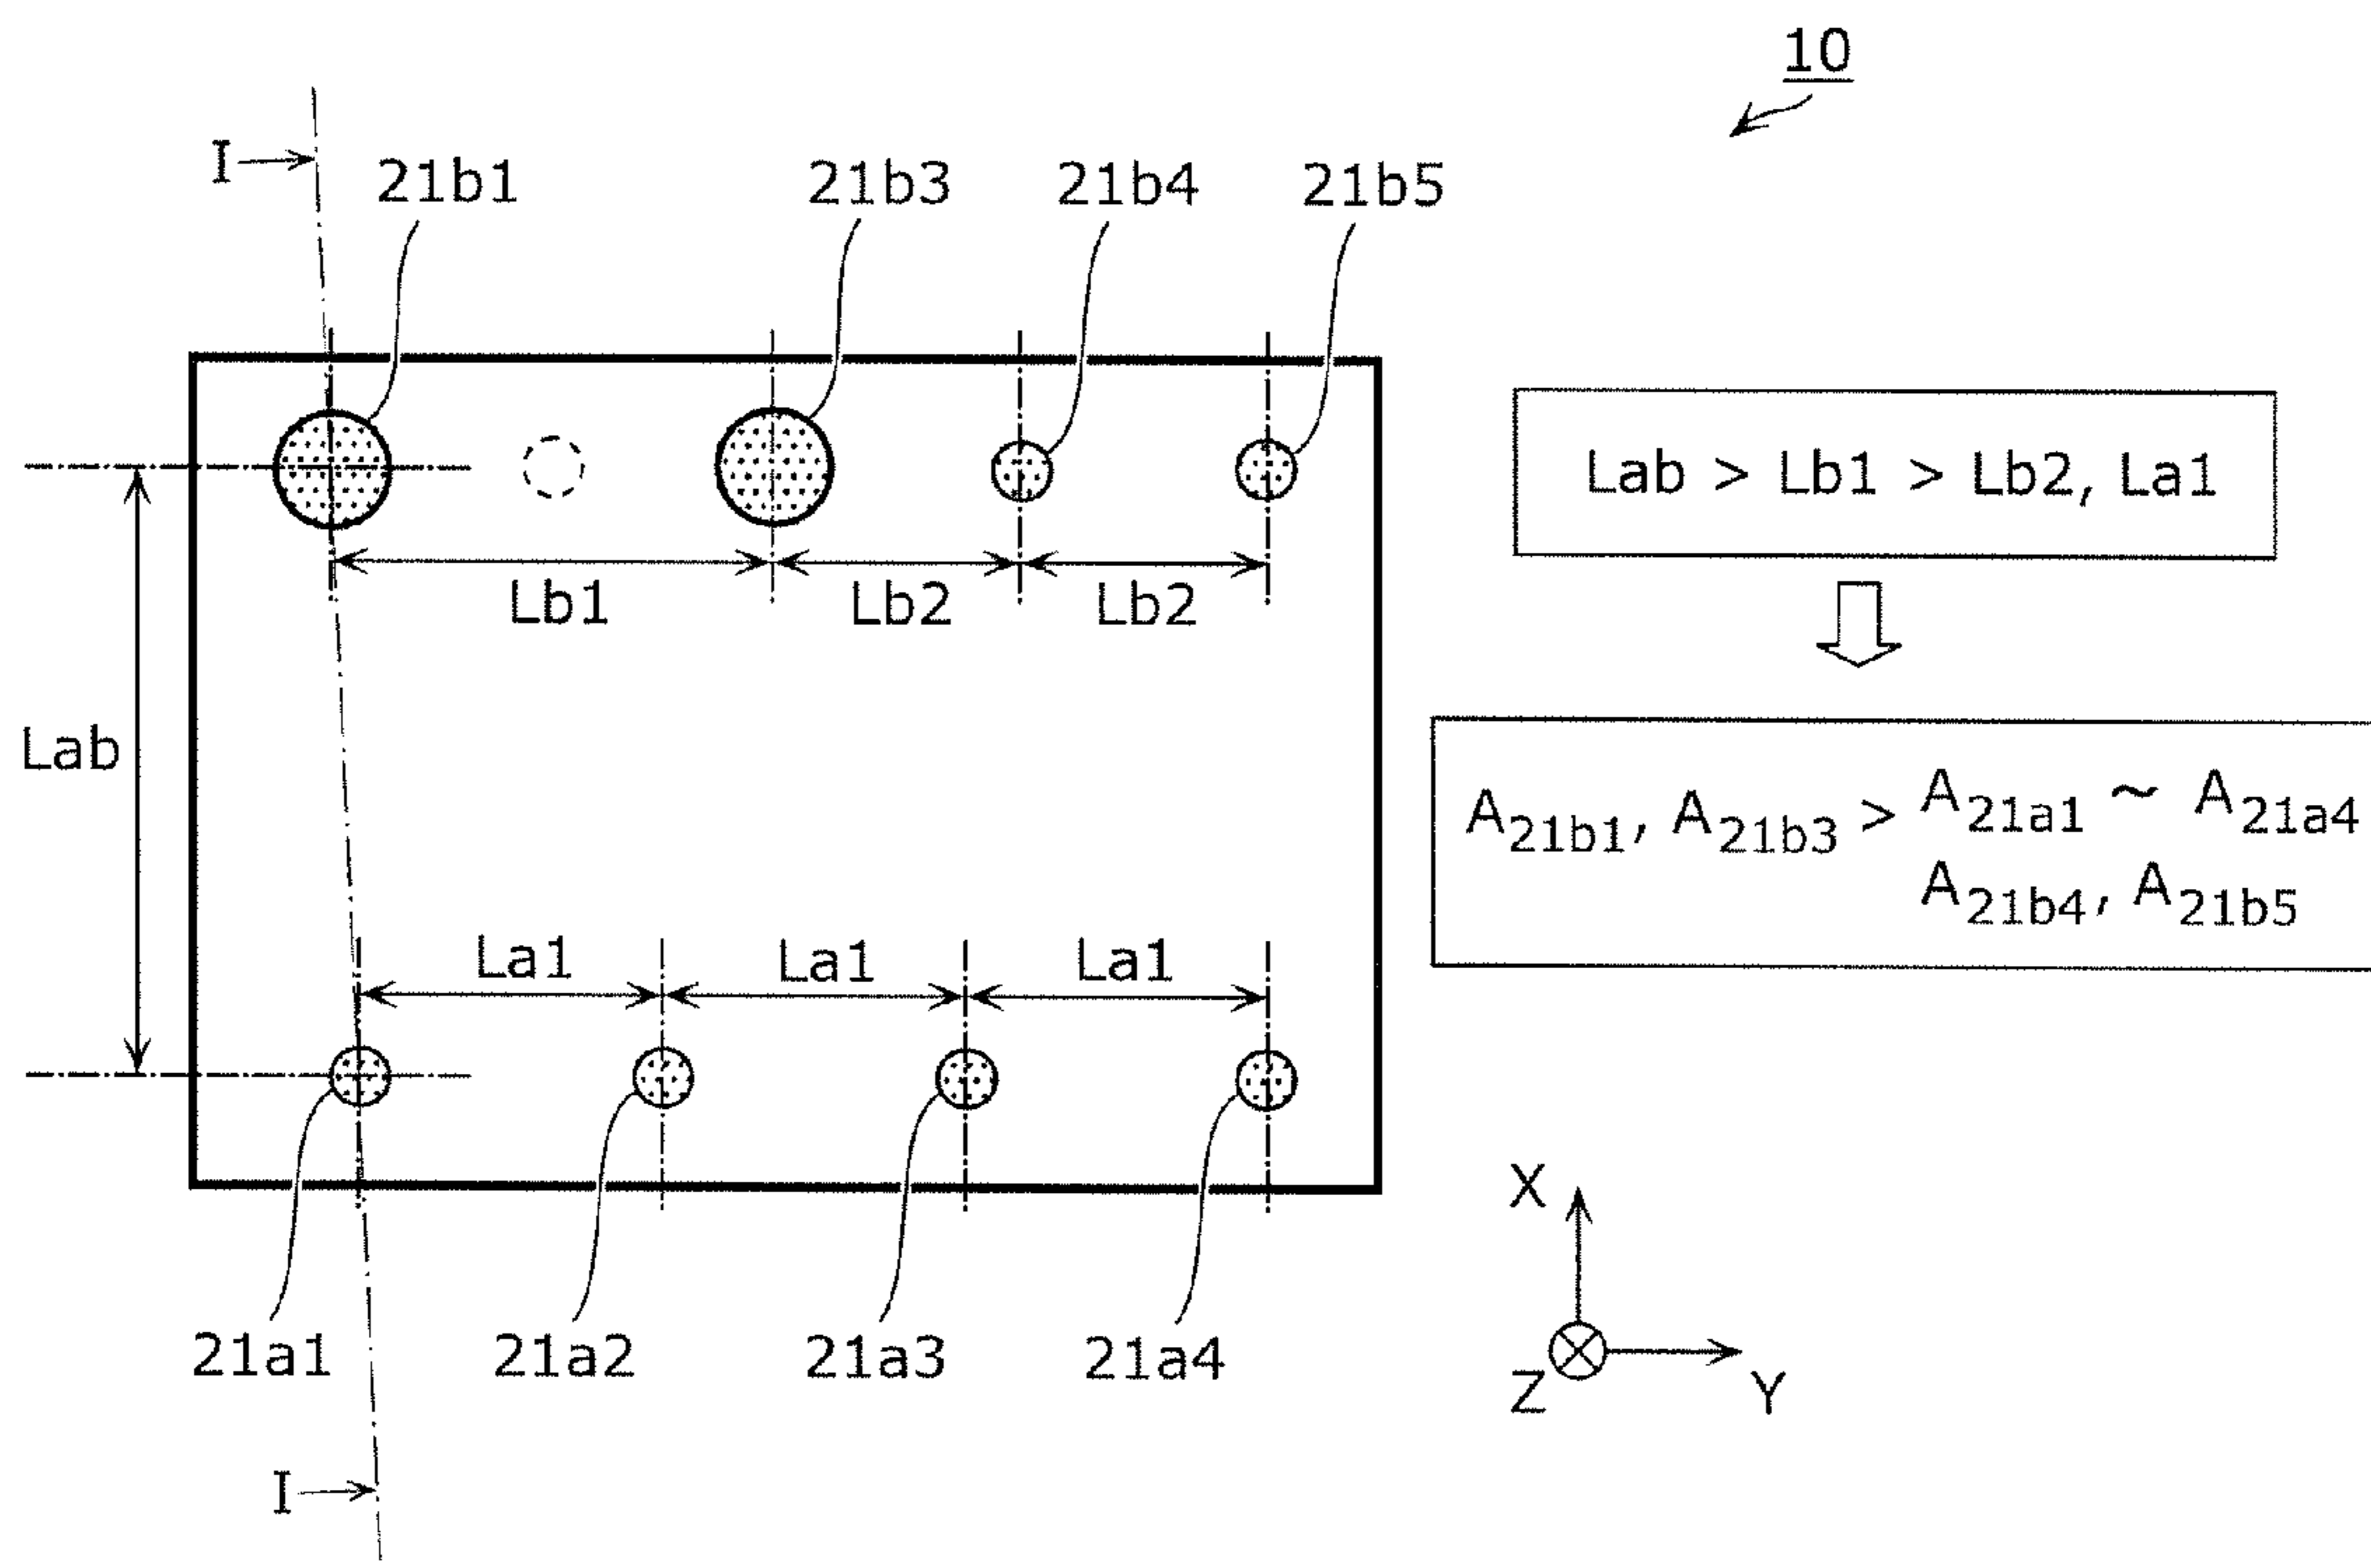 10
I
21b1
21b3
21b4
21b5
Lab > Lb1 > Lb2, La1
Lb1
Lb2
Lb2
Lab
A21b1, A21b3 > A21a1 ~ A21a4
A21b4, A21b5
La1
La1
La1
21a1
21a2
21a3
21a4
X
Z
Y
I